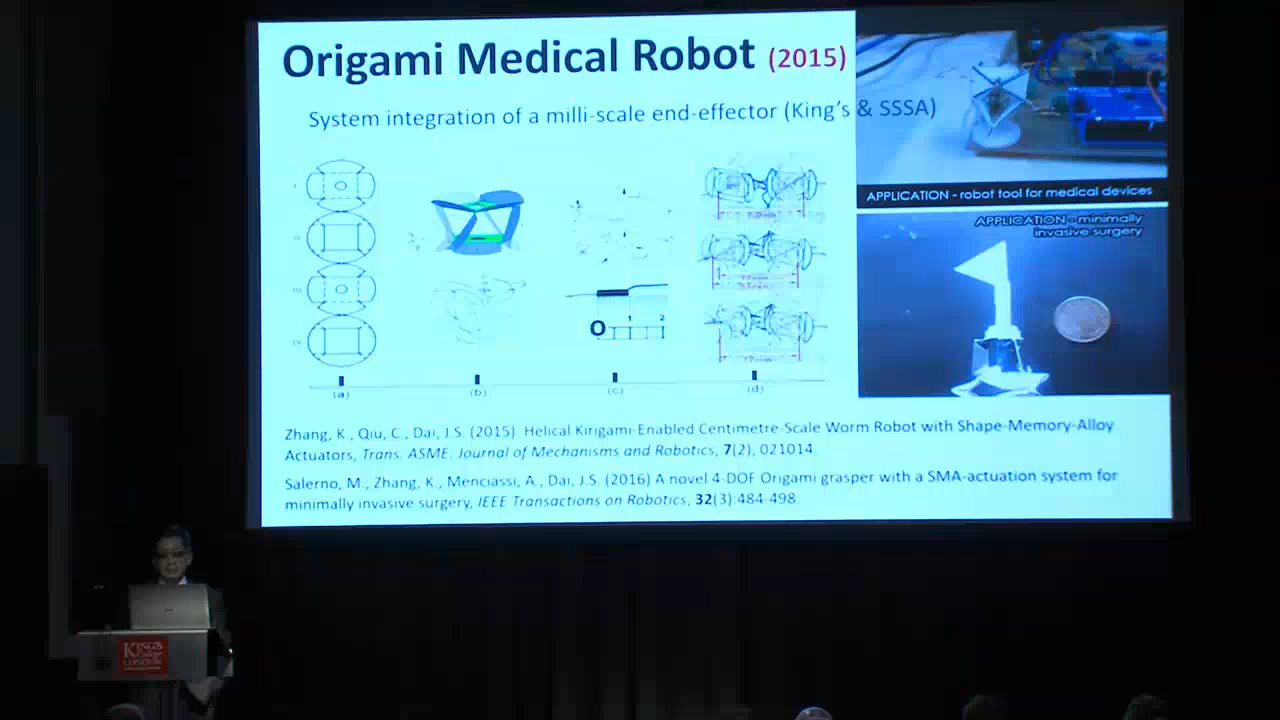 Origami Medical Robot (2015)
System integration of a milli-scale end-effector (King's & SSSA)
APPLICATION - robot tool for medical devices
APPLICATION - minimally
invasive surgery
0 1 2
(a) (b) (c) (d)
Zhang, K., Qiu, C., Dai, J.S. (2015) Helical Kirigami-Enabled Centimetre-Scale Worm Robot with Shape-Memory-Alloy
Actuators, Trans. ASME. Journal of Mechanisms and Robotics, 7(2), 021014.
Salerno, M., Zhang, K., Menciassi, A., Dai, J.S. (2016) A novel 4-DOF Origami grasper with a SMA-actuation system for
minimally invasive surgery, IEEE Transactions on Robotics, 32(3):484-498.
KING'S
College
LONDON